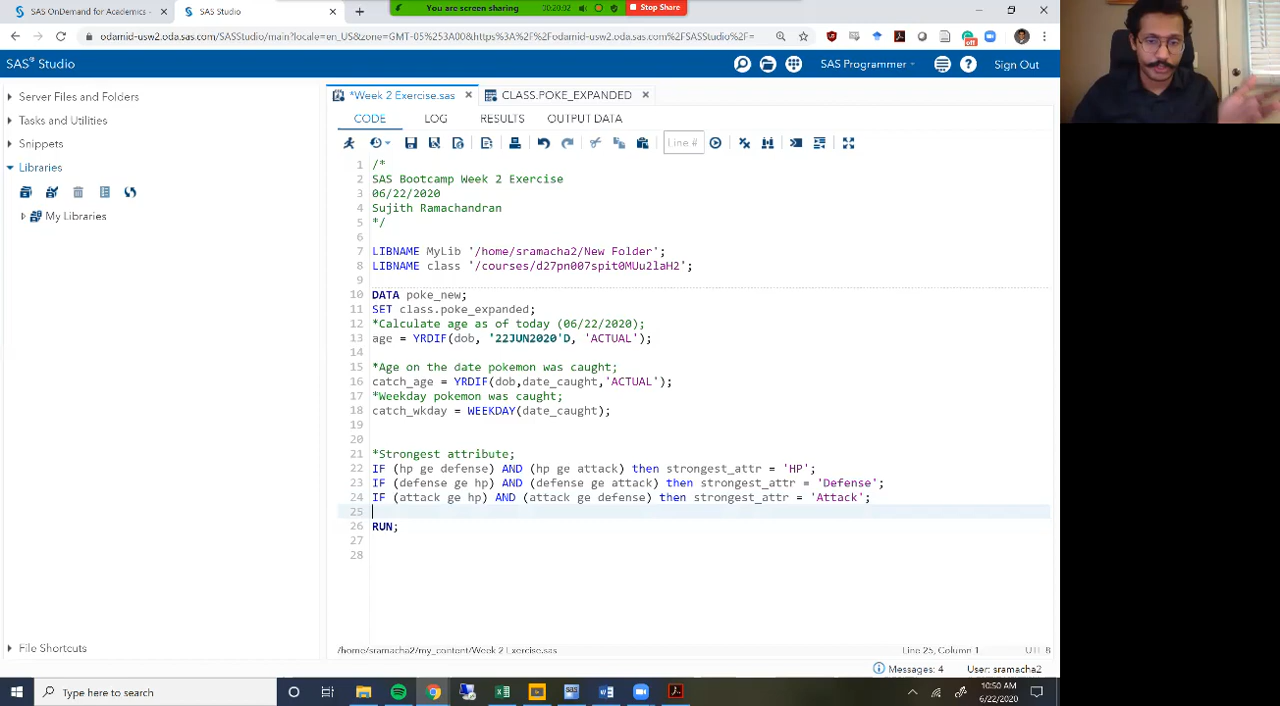 SAS OnDemand for Academics -
SAS Studio
You are screen sharing
Stop Share
odamid-usw2.oda.sas.com/SASStudio/main?locale=en_US&zone=GMT-05%253A00&https%3A%2F%2Fodamid-usw2.oda.sas.com%2FSASStudio%2F=
SAS® Studio
SAS Programmer
Sign Out
Server Files and Folders
Tasks and Utilities
Snippets
Libraries
My Libraries
File Shortcuts
*Week 2 Exercise.sas
CLASS.POKE_EXPANDED
CODE
LOG
RESULTS
OUTPUT DATA
Line #
1 /*
2 SAS Bootcamp Week 2 Exercise
3 06/22/2020
4 Sujith Ramachandran
5 */
6
7 LIBNAME MyLib '/home/sramacha2/New Folder';
8 LIBNAME class '/courses/d27pn007spit0MUu2laH2';
9
10 DATA poke_new;
11 SET class.poke_expanded;
12 *Calculate age as of today (06/22/2020);
13 age = YRDIF(dob, '22JUN2020'D, 'ACTUAL');
14
15 *Age on the date pokemon was caught;
16 catch_age = YRDIF(dob,date_caught,'ACTUAL');
17 *Weekday pokemon was caught;
18 catch_wkday = WEEKDAY(date_caught);
19
20
21 *Strongest attribute;
22 IF (hp ge defense) AND (hp ge attack) then strongest_attr = 'HP';
23 IF (defense ge hp) AND (defense ge attack) then strongest_attr = 'Defense';
24 IF (attack ge hp) AND (attack ge defense) then strongest_attr = 'Attack';
25
26 RUN;
27
28
/home/sramacha2/my_content/Week 2 Exercise.sas
Line 25, Column 1
UTF-8
Messages: 4
User: sramacha2
Type here to search
10:50 AM
6/22/2020